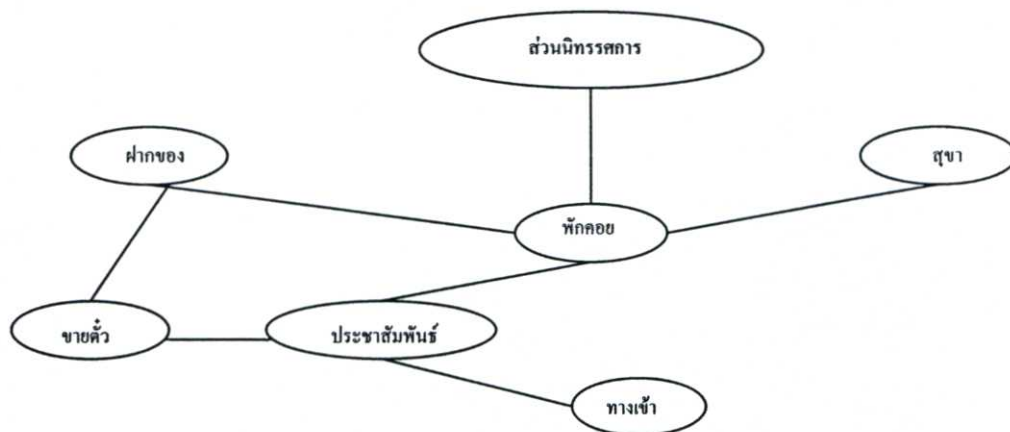 ส่วนนิทรรศการ
ฝากของ
สุขา
พักคอย
ขายตั๋ว
ประชาสัมพันธ์
ทางเข้า